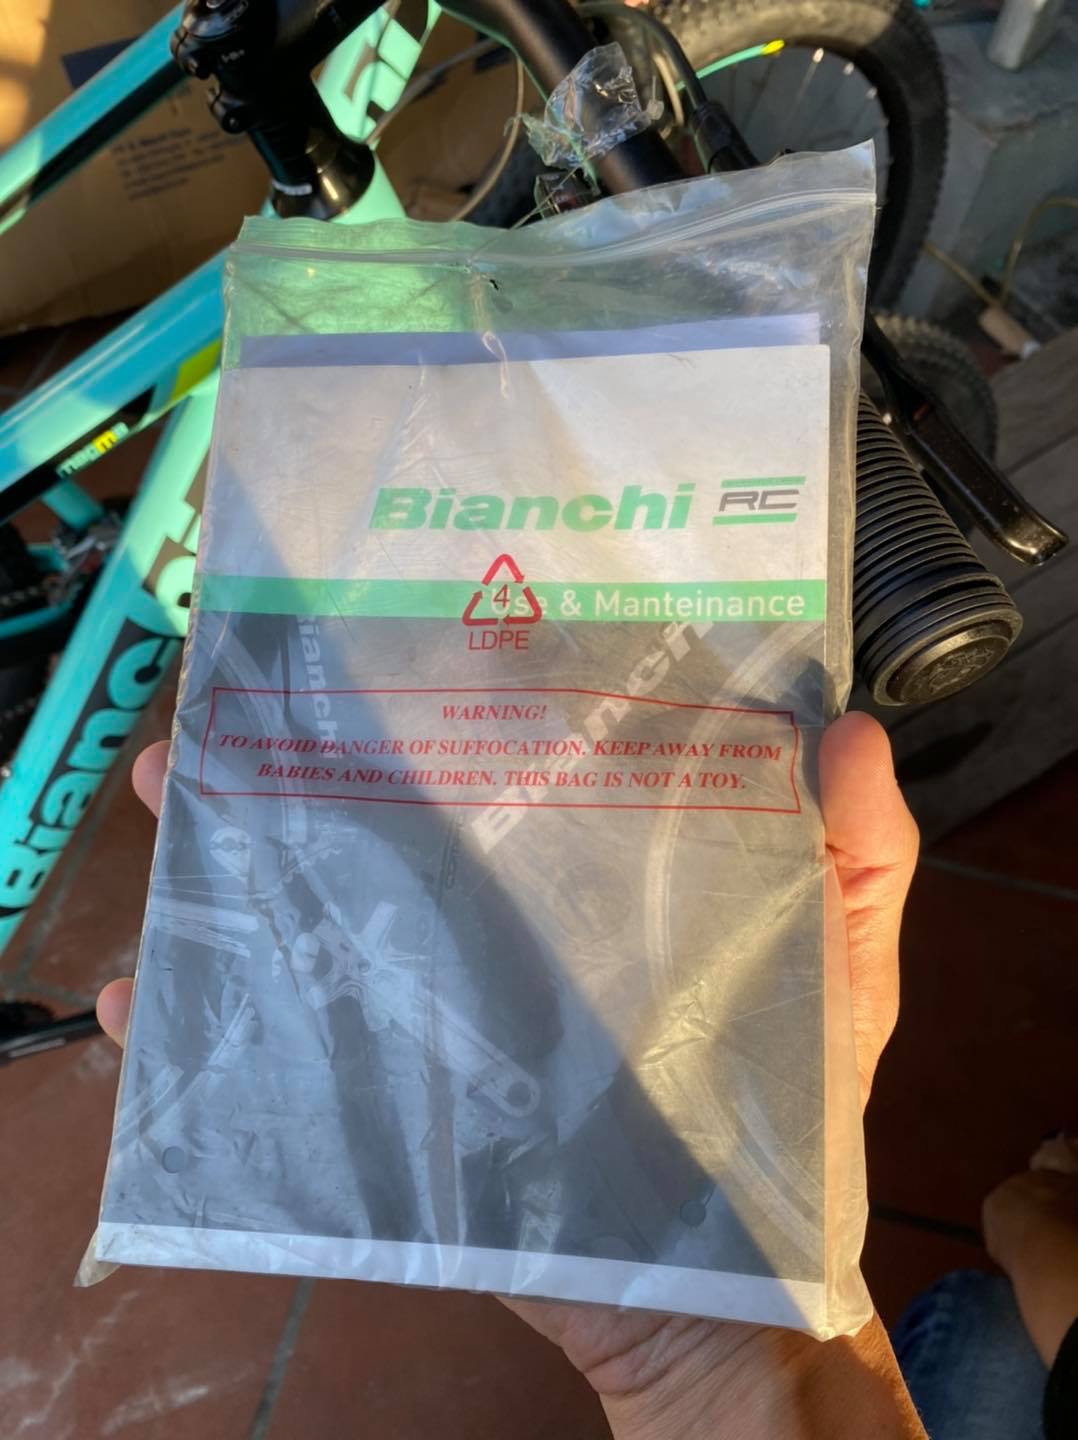 Bianchi RC
Use & Manteinance
4
LDPE
WARNING!
TO AVOID DANGER OF SUFFOCATION. KEEP AWAY FROM
BABIES AND CHILDREN. THIS BAG IS NOT A TOY.
Bianchi
Bianchi
Bianchi